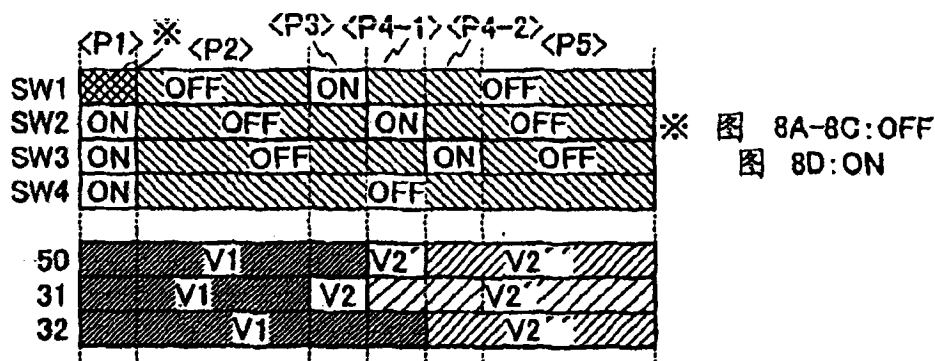 <P1> ※ <P2> <P3> <P4-1> <P4-2> <P5>
SW1 OFF ON OFF
SW2 ON OFF ON OFF
SW3 ON OFF ON OFF
SW4 ON OFF
※ 图 8A-8C:OFF
图 8D:ON
50 V1 V2´ V2´´
31 V1 V2 V2´
32 V1 V2´´